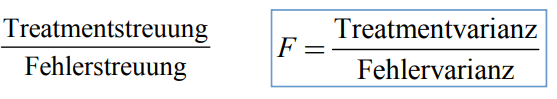 Treatmentstreuung
Fehlerstreuung
F = Treatmentvarianz
Fehlervarianz